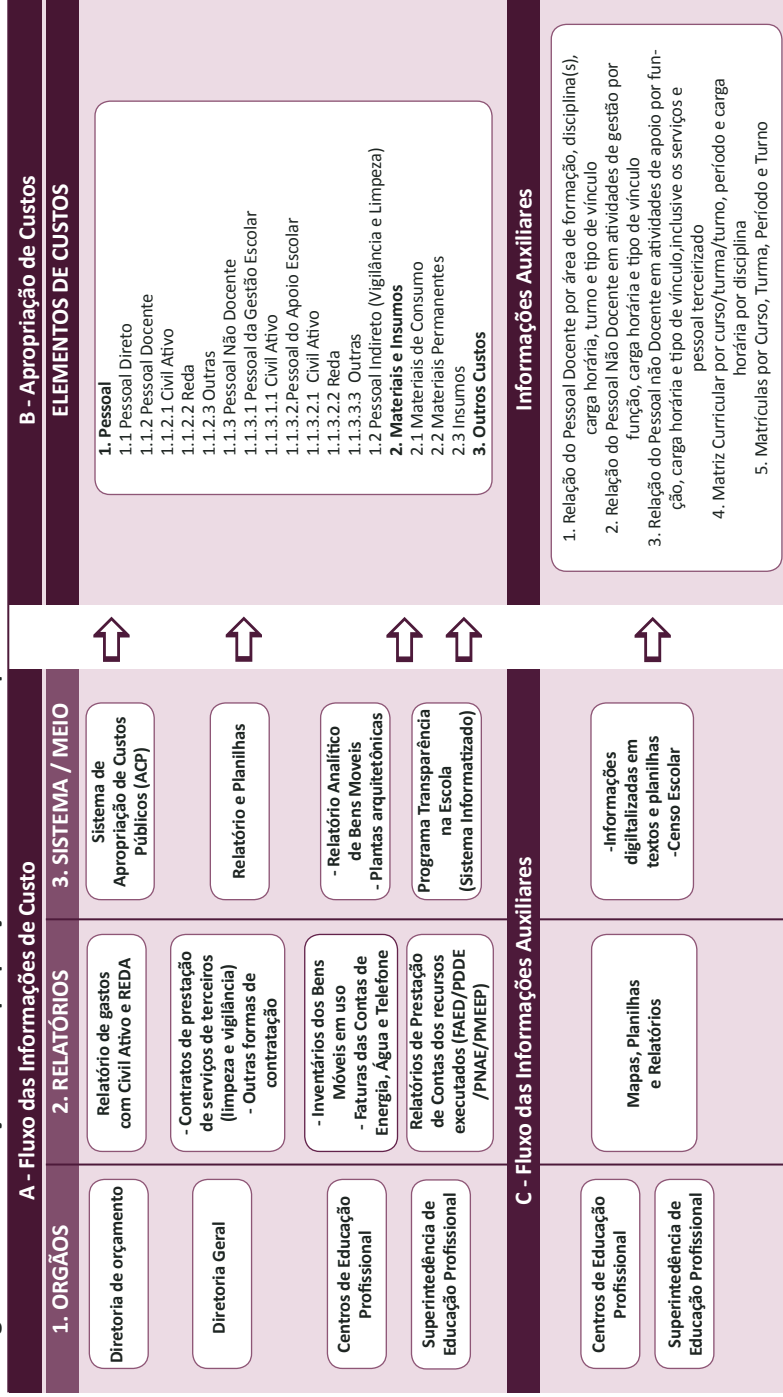 A - Fluxo das Informações de Custo
1. ORGÃOS
2. RELATÓRIOS
3. SISTEMA / MEIO
Diretoria de orçamento
Relatório de gastos
com Civil Ativo e REDA
Sistema de
Apropriação de Custos
Públicos (ACP)
Diretoria Geral
- Contratos de prestação
de serviços de terceiros
(limpeza e vigilância)
- Outras formas de
contratação
Relatório e Planilhas
Centros de Educação
Profissional
- Inventários dos Bens
Móveis em uso
- Faturas das Contas de
Energia, Água e Telefone
- Relatório Analítico
de Bens Moveis
- Plantas arquitetônicas
Superintedência de
Educação Profissional
Relatórios de Prestação
de Contas dos recursos
executados (FAED/PDDE
/PNAE/PMEEP)
Programa Transparência
na Escola
(Sistema Informatizado)
B - Apropriação de Custos
ELEMENTOS DE CUSTOS
1. Pessoal
1.1 Pessoal Direto
1.1.2 Pessoal Docente
1.1.2.1 Civil Ativo
1.1.2.2 Reda
1.1.2.3 Outras
1.1.3 Pessoal Não Docente
1.1.3.1 Pessoal da Gestão Escolar
1.1.3.1.1 Civil Ativo
1.1.3.2.Pessoal do Apoio Escolar
1.1.3.2.1 Civil Ativo
1.1.3.2.2 Reda
1.1.3.3.3 Outras
1.2 Pessoal Indireto (Vigilância e Limpeza)
2. Materiais e Insumos
2.1 Materiais de Consumo
2.2 Materiais Permanentes
2.3 Insumos
3. Outros Custos
C - Fluxo das Informações Auxiliares
Centros de Educação
Profissional
Superintedência de
Educação Profissional
Mapas, Planilhas
e Relatórios
-Informações
digiltalizadas em
textos e planilhas
-Censo Escolar
Informações Auxiliares
1. Relação do Pessoal Docente por área de formação, disciplina(s),
carga horária, turno e tipo de vínculo
2. Relação do Pessoal Não Docente em atividades de gestão por
função, carga horária e tipo de vínculo
3. Relação do Pessoal não Docente em atividades de apoio por fun-
ção, carga horária e tipo de vínculo,inclusive os serviços e
pessoal terceirizado
4. Matriz Curricular por curso/turma/turno, período e carga
horária por disciplina
5. Matrículas por Curso, Turma, Período e Turno